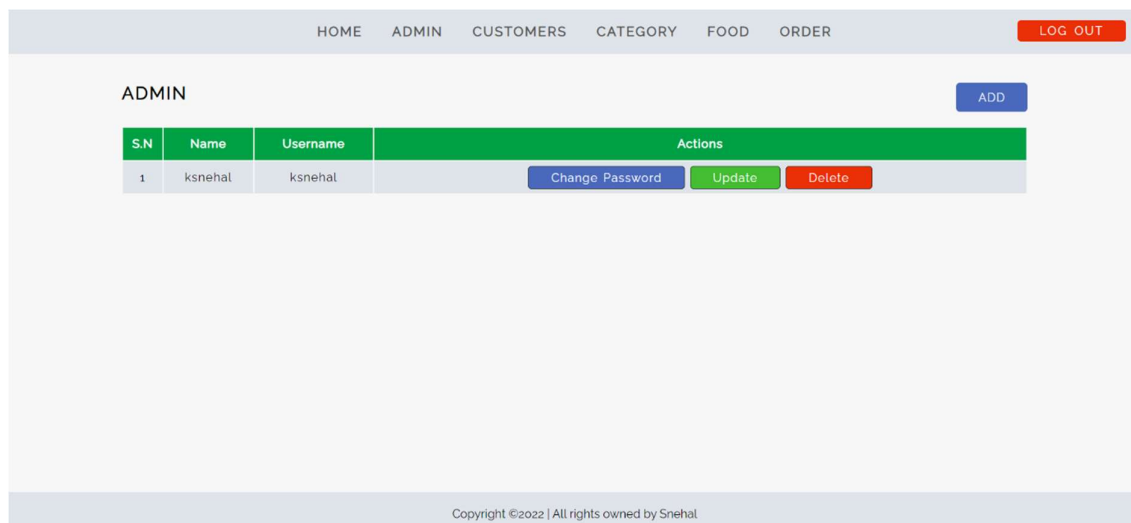 HOME ADMIN CUSTOMERS CATEGORY FOOD ORDER LOG OUT
ADMIN ADD
S.N Name Username Actions
1 ksnehal ksnehal Change Password Update Delete
Copyright ©2022 | All rights owned by Snehal